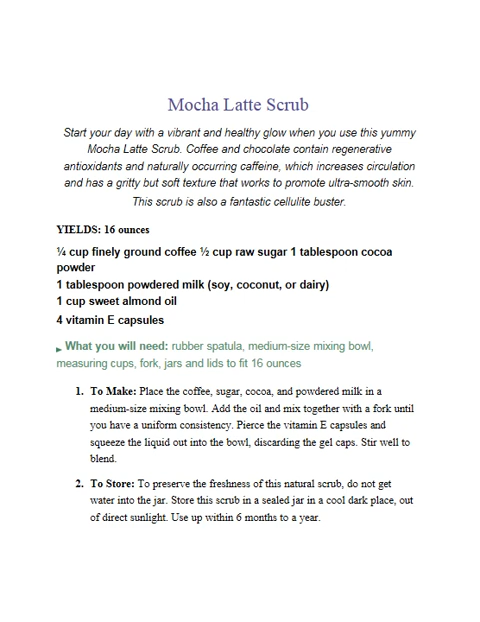 Mocha Latte Scrub
Start your day with a vibrant and healthy glow when you use this yummy
Mocha Latte Scrub. Coffee and chocolate contain regenerative
antioxidants and naturally occurring caffeine, which increases circulation
and has a gritty but soft texture that works to promote ultra-smooth skin.
This scrub is also a fantastic cellulite buster.
YIELDS: 16 ounces
¼ cup finely ground coffee ½ cup raw sugar 1 tablespoon cocoa
powder
1 tablespoon powdered milk (soy, coconut, or dairy)
1 cup sweet almond oil
4 vitamin E capsules
What you will need: rubber spatula, medium-size mixing bowl,
measuring cups, fork, jars and lids to fit 16 ounces
1. To Make: Place the coffee, sugar, cocoa, and powdered milk in a
medium-size mixing bowl. Add the oil and mix together with a fork until
you have a uniform consistency. Pierce the vitamin E capsules and
squeeze the liquid out into the bowl, discarding the gel caps. Stir well to
blend.
2. To Store: To preserve the freshness of this natural scrub, do not get
water into the jar. Store this scrub in a sealed jar in a cool dark place, out
of direct sunlight. Use up within 6 months to a year.